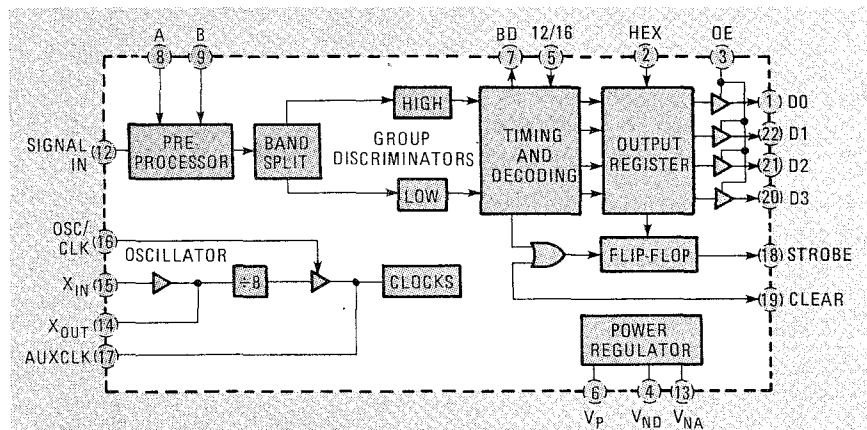 A B BD 12/16 HEX OE
8 9 7 5 2 3
HIGH
1 D0
SIGNAL IN
12
PRE-PROCESSOR
BAND SPLIT
GROUP DISCRIMINATORS
TIMING AND DECODING
OUTPUT REGISTER
22 D1
21 D2
LOW
20 D3
OSC/CLK
16
OSCILLATOR
FLIP-FLOP
18 STROBE
XIN 15
÷8
CLOCKS
19 CLEAR
XOUT 14
AUXCLK 17
POWER REGULATOR
6 4 13
VP VND VNA